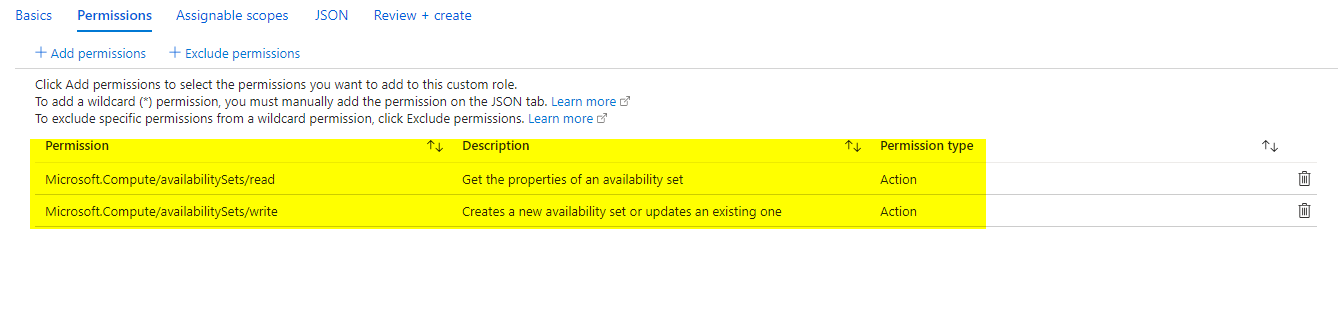 Basics Permissions Assignable scopes JSON Review + create
+ Add permissions + Exclude permissions
Click Add permissions to select the permissions you want to add to this custom role.
To add a wildcard (*) permission, you must manually add the permission on the JSON tab. Learn more
To exclude specific permissions from a wildcard permission, click Exclude permissions. Learn more
Permission ↑↓ Description ↑↓ Permission type ↑↓
Microsoft.Compute/availabilitySets/read Get the properties of an availability set Action
Microsoft.Compute/availabilitySets/write Creates a new availability set or updates an existing one Action